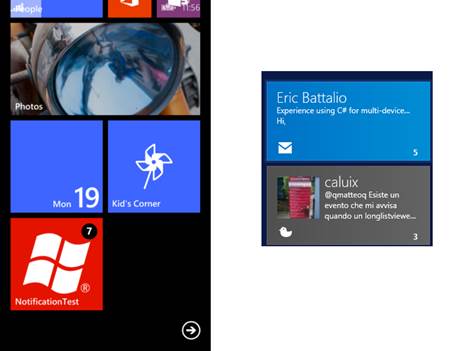 People
11:56
Photos
Mon 19
Kid's Corner
7
®
NotificationTest
Eric Battalio
Experience using C# for multi-device...
Hi,
5
caluix
@qmatteoq Esiste un
evento che mi avvisa
quando un longlistviewe...
3